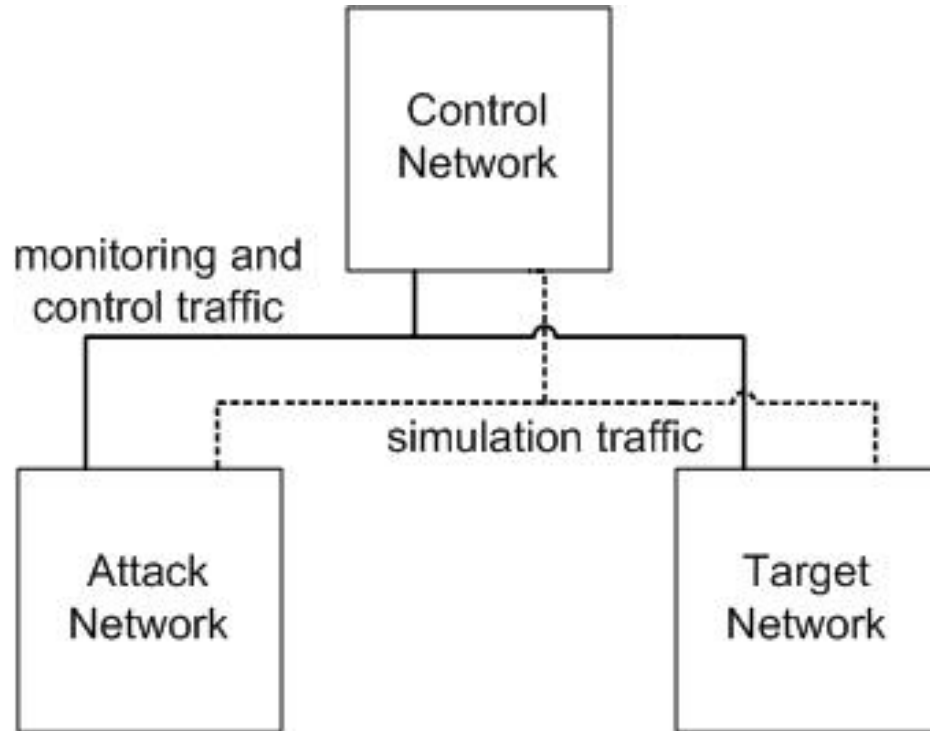 Control
Network
monitoring and
control traffic
simulation traffic
Attack
Network
Target
Network